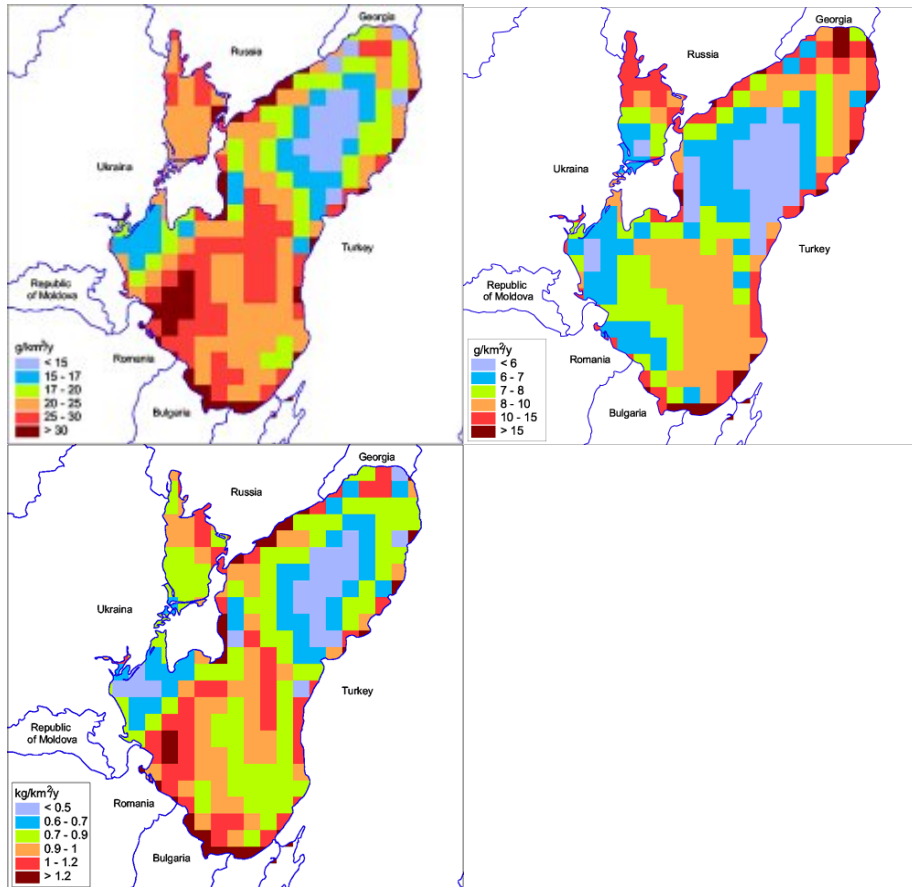 Georgia
Russia
Ukraina
Turkey
Republic
of Moldova
Romania
Bulgaria
g/km²/y
< 15
15 - 17
17 - 20
20 - 25
25 - 30
> 30
Georgia
Russia
Ukraina
Turkey
Republic
of Moldova
Romania
Bulgaria
g/km²/y
< 6
6 - 7
7 - 8
8 - 10
10 - 15
> 15
Georgia
Russia
Ukraina
Turkey
Republic
of Moldova
Romania
Bulgaria
kg/km²/y
< 0.5
0.6 - 0.7
0.7 - 0.9
0.9 - 1
1 - 1.2
> 1.2